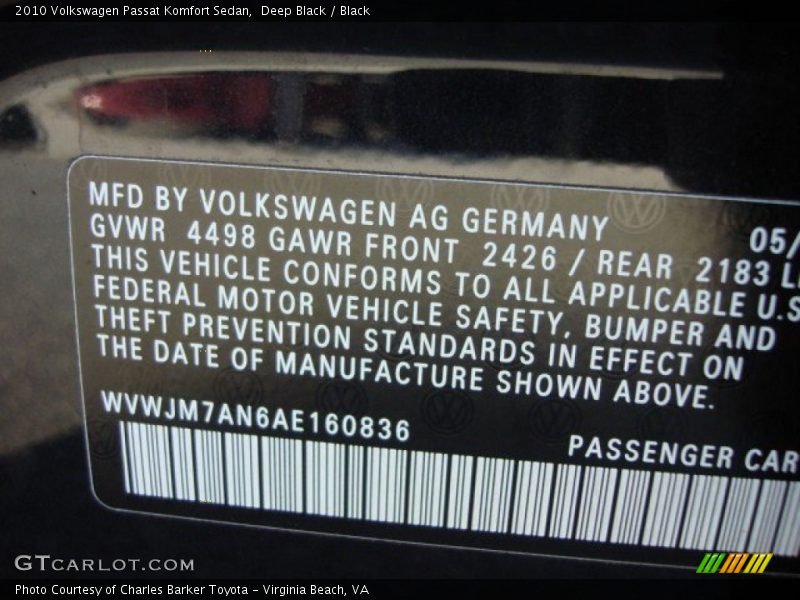 2010 Volkswagen Passat Komfort Sedan,  Deep Black / Black
MFD BY VOLKSWAGEN AG GERMANY 05/
GVWR 4498 GAWR FRONT 2426 / REAR 2183 L
THIS VEHICLE CONFORMS TO ALL APPLICABLE U.S
FEDERAL MOTOR VEHICLE SAFETY, BUMPER AND
THEFT PREVENTION STANDARDS IN EFFECT ON
THE DATE OF MANUFACTURE SHOWN ABOVE.
WVWJM7AN6AE160836
PASSENGER CAR
GTCARLOT.COM
Photo Courtesy of Charles Barker Toyota - Virginia Beach, VA